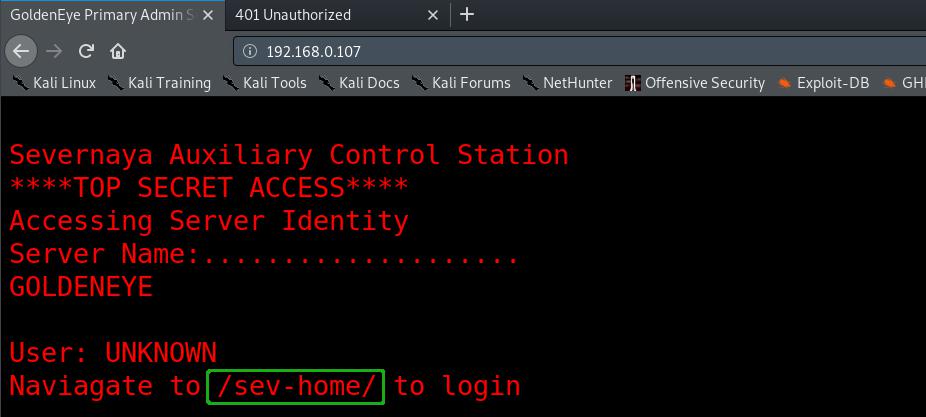 GoldenEye Primary Admin S
401 Unauthorized
192.168.0.107
Kali Linux Kali Training Kali Tools Kali Docs Kali Forums NetHunter Offensive Security Exploit-DB GH
Severnaya Auxiliary Control Station
****TOP SECRET ACCESS****
Accessing Server Identity
Server Name:....................
GOLDENEYE
User: UNKNOWN
Naviagate to /sev-home/ to login